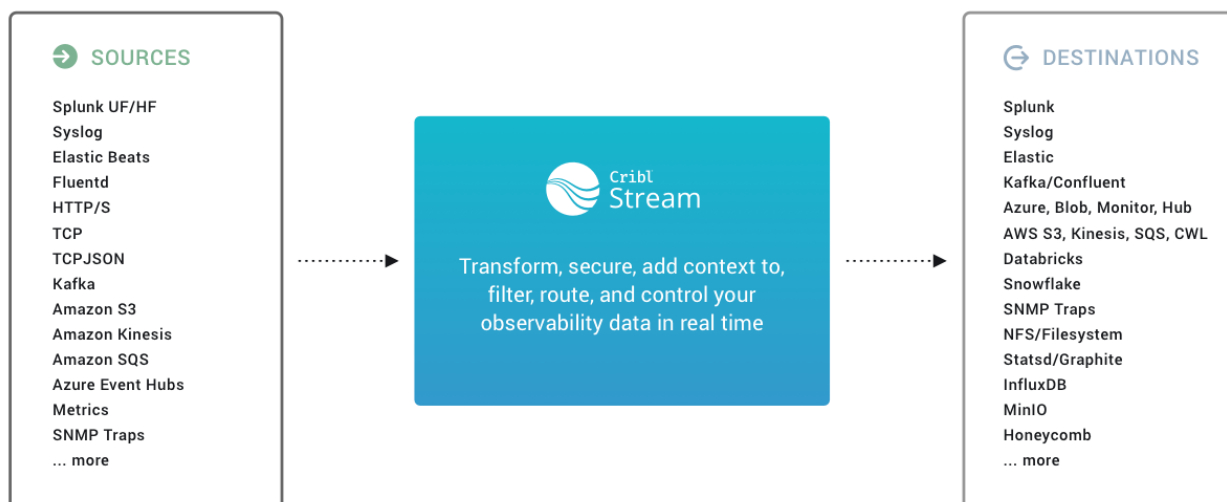 SOURCES
Splunk UF/HF
Syslog
Elastic Beats
Fluentd
HTTP/S
TCP
TCPJSON
Kafka
Amazon S3
Amazon Kinesis
Amazon SQS
Azure Event Hubs
Metrics
SNMP Traps
... more
Cribl
Stream
Transform, secure, add context to,
filter, route, and control your
observability data in real time
DESTINATIONS
Splunk
Syslog
Elastic
Kafka/Confluent
Azure, Blob, Monitor, Hub
AWS S3, Kinesis, SQS, CWL
Databricks
Snowflake
SNMP Traps
NFS/Filesystem
Statsd/Graphite
InfluxDB
MinIO
Honeycomb
... more